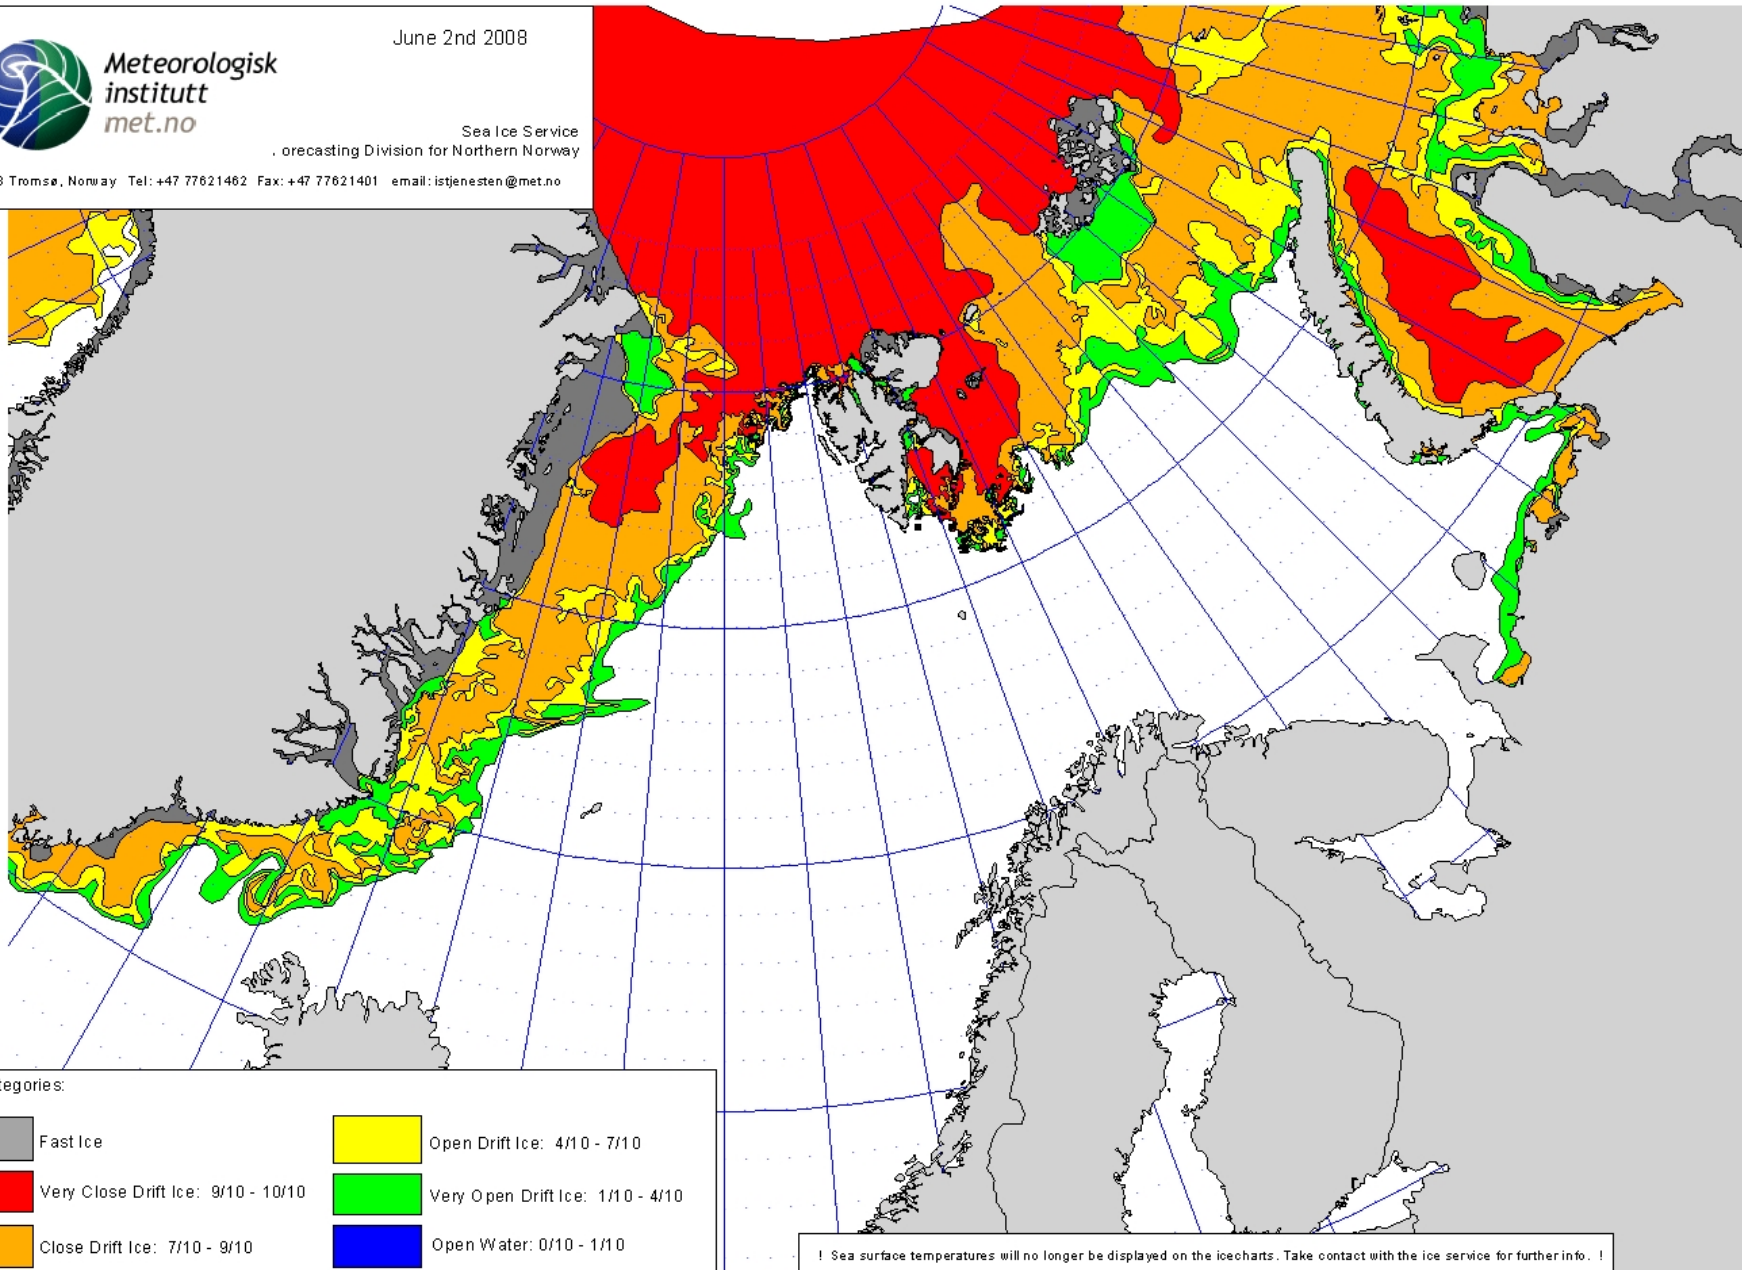 June 2nd 2008
Meteorologisk
institutt
met.no
Sea Ice Service
. orecasting Division for Northern Norway
3 Tromsø, Norway Tel: +47 77621462 Fax: +47 77621401 email: istjenesten@met.no
tegories:
Fast Ice
Open Drift Ice: 4/10 - 7/10
Very Close Drift Ice: 9/10 - 10/10
Very Open Drift Ice: 1/10 - 4/10
Close Drift Ice: 7/10 - 9/10
Open Water: 0/10 - 1/10
! Sea surface temperatures will no longer be displayed on the icecharts. Take contact with the ice service for further info. !